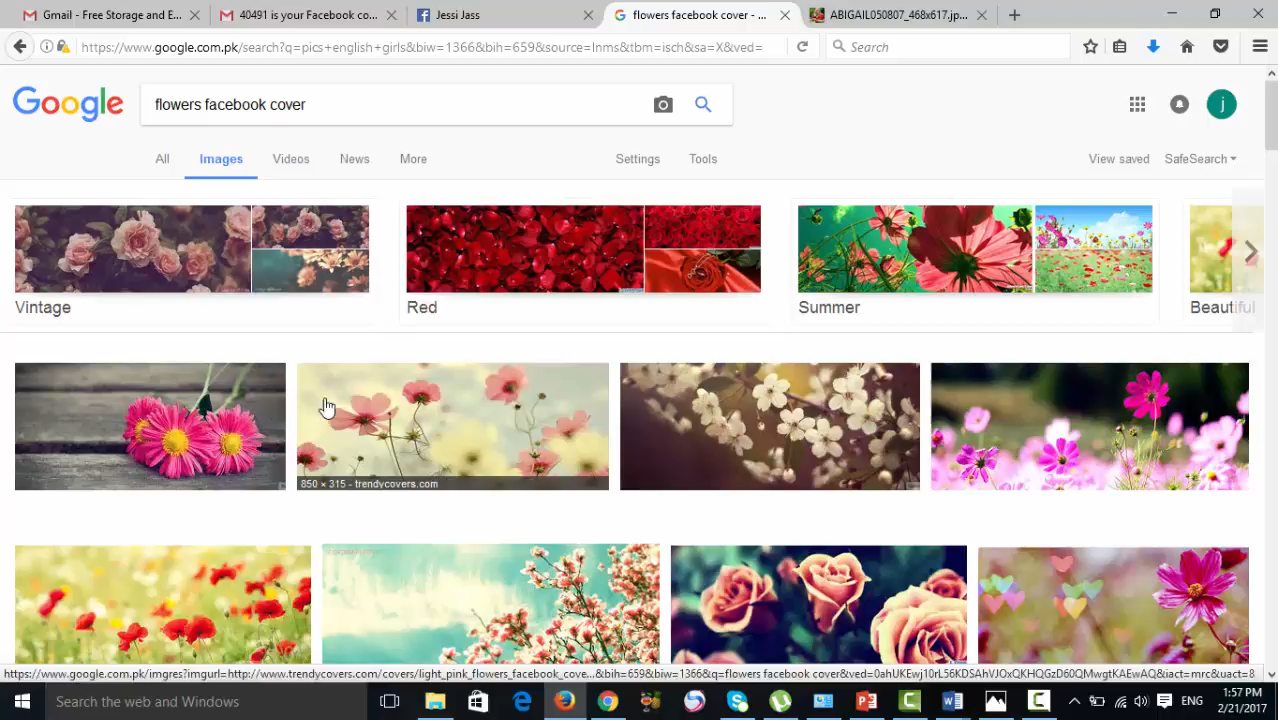 Gmail - Free Storage and E...
40491 is your Facebook co...
Jessi Jass
flowers facebook cover - ...
ABIGAIL050807_468x617.jp...
https://www.google.com.pk/search?q=pics+english+girls&biw=1366&bih=659&source=lnms&tbm=isch&sa=X&ved=
Search
Google
flowers facebook cover
j
All
Images
Videos
News
More
Settings
Tools
View saved
SafeSearch
Vintage
Red
Summer
Beautiful
850 × 315 - trendycovers.com
https://www.google.com.pk/imgres?imgurl=http://www.trendycovers.com/covers/light_pink_flowers_facebook_cove...&bih=659&biw=1366&q=flowers facebook cover&ved=0ahUKEwj10rL56KDSAhVJOxQKHQGzD60QMwgtKAEwAQ&iact=mrc&uact=8
Search the web and Windows
ENG
1:57 PM
2/21/2017